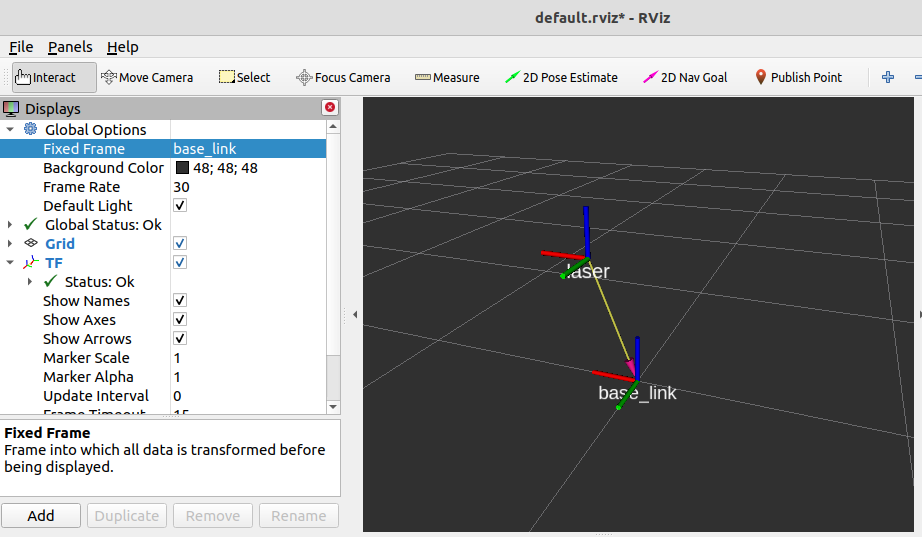 default.rviz* - RViz
File Panels Help
Interact Move Camera Select Focus Camera Measure 2D Pose Estimate 2D Nav Goal Publish Point
Displays
Global Options
Fixed Frame base_link
Background Color 48; 48; 48
Frame Rate 30
Default Light
Global Status: Ok
Grid
TF
Status: Ok
Show Names
Show Axes
Show Arrows
Marker Scale 1
Marker Alpha 1
Update Interval 0
Frame Timeout 15
Fixed Frame
Frame into which all data is transformed before
being displayed.
Add Duplicate Remove Rename
laser
base_link